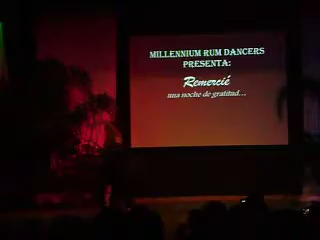 MILLENNIUM RUM DANCERS
PRESENTA:
Remercié
una noche de gratitud...